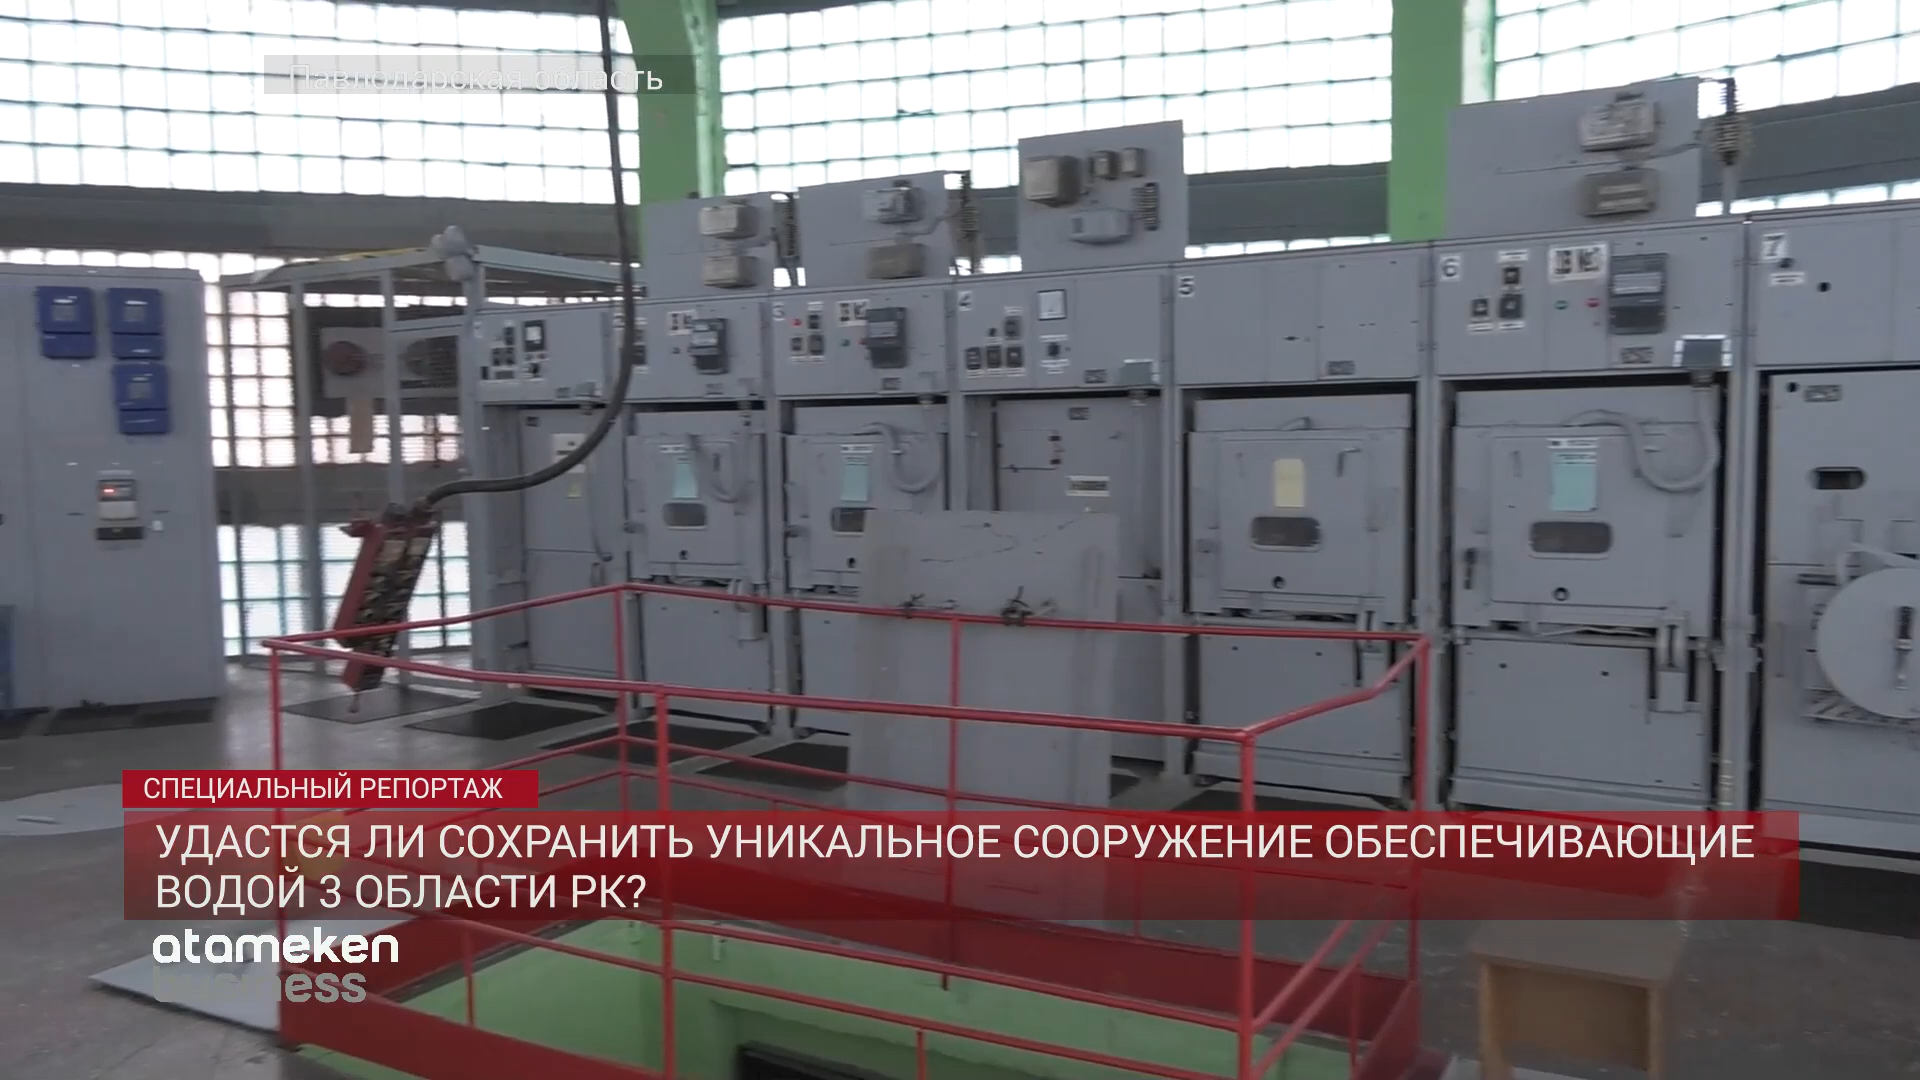 Павлодарская область
3
4
5
6
7
СПЕЦИАЛЬНЫЙ РЕПОРТАЖ
УДАСТСЯ ЛИ СОХРАНИТЬ УНИКАЛЬНОЕ СООРУЖЕНИЕ ОБЕСПЕЧИВАЮЩИЕ
ВОДОЙ 3 ОБЛАСТИ РК?
atameken
business